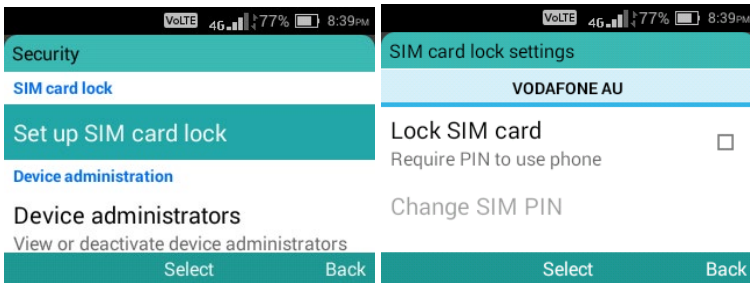 VoLTE 4G 77% 8:39PM
Security
SIM card lock
Set up SIM card lock
Device administration
Device administrators
View or deactivate device administrators
Select Back
VoLTE 4G 77% 8:39PM
SIM card lock settings
VODAFONE AU
Lock SIM card
Require PIN to use phone
Change SIM PIN
Select Back